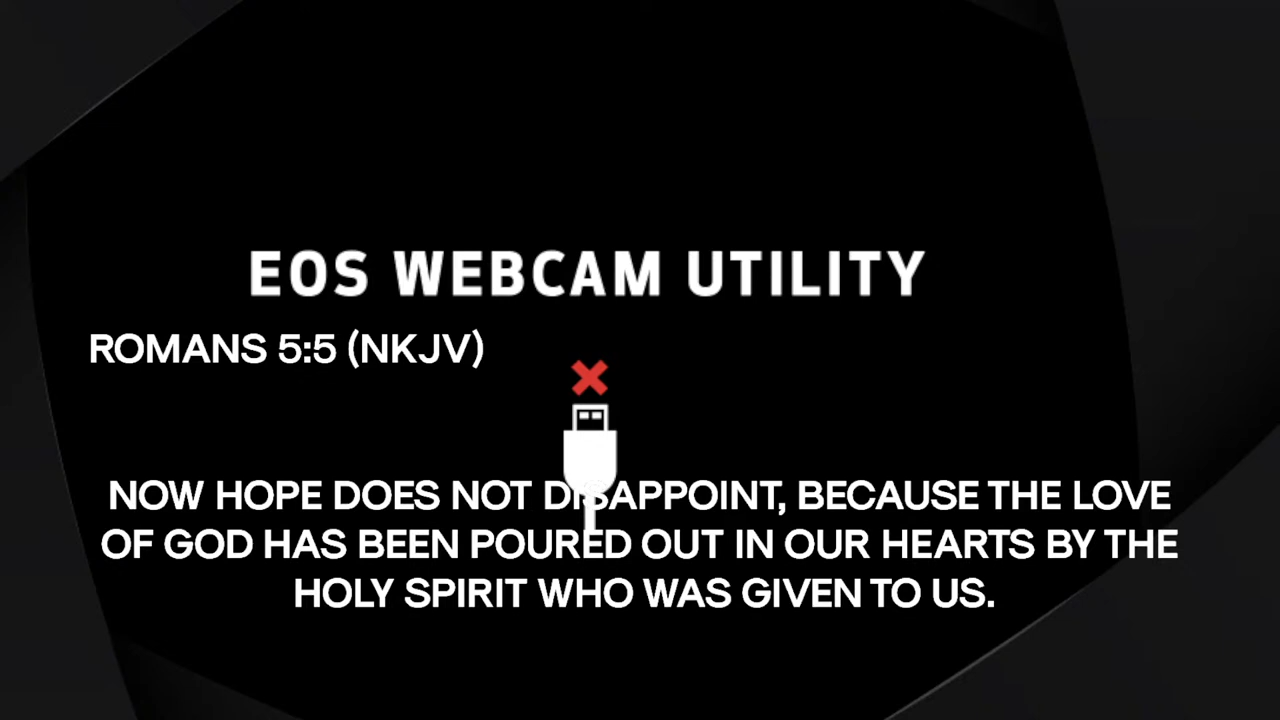 EOS WEBCAM UTILITY
ROMANS 5:5 (NKJV)
NOW HOPE DOES NOT DISAPPOINT, BECAUSE THE LOVE
OF GOD HAS BEEN POURED OUT IN OUR HEARTS BY THE
HOLY SPIRIT WHO WAS GIVEN TO US.